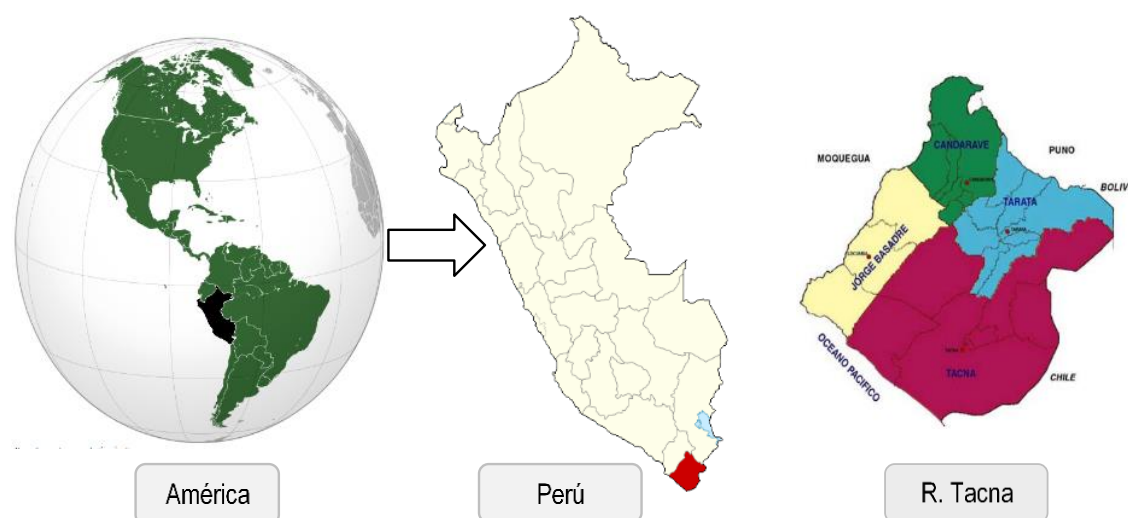 CANDARAVE
MOQUEGUA
PUNO
BOLIV
TARATA
JORGE BASADRE
OCEANO PACIFICO
TACNA
CHILE
América
Perú
R. Tacna